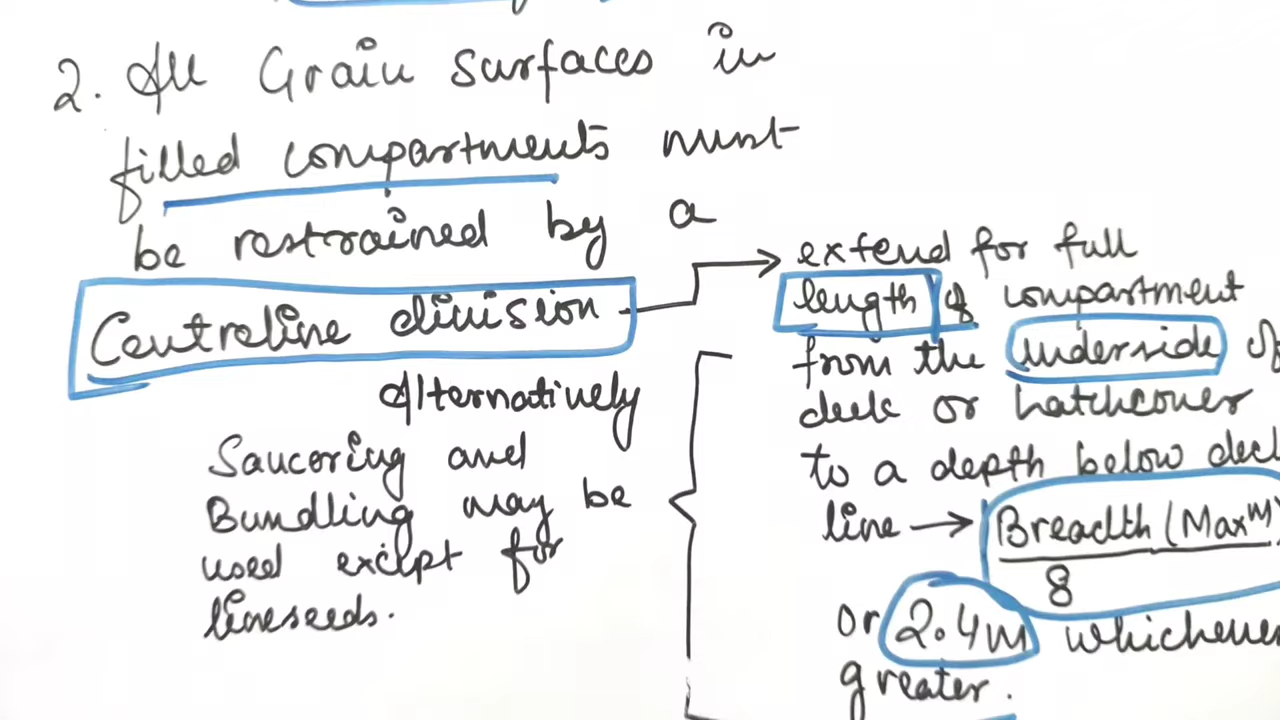 2. All Grain surfaces in
filled compartments must
be restrained by a
Centreline division
Alternatively
Saucering and
Bundling may be
used except for
lineseeds.
extend for full
length of compartment
from the underside of
deck or hatchcover
to a depth below deck
line → Breadth (Max^m)
8
or 2.4m whichever
greater.